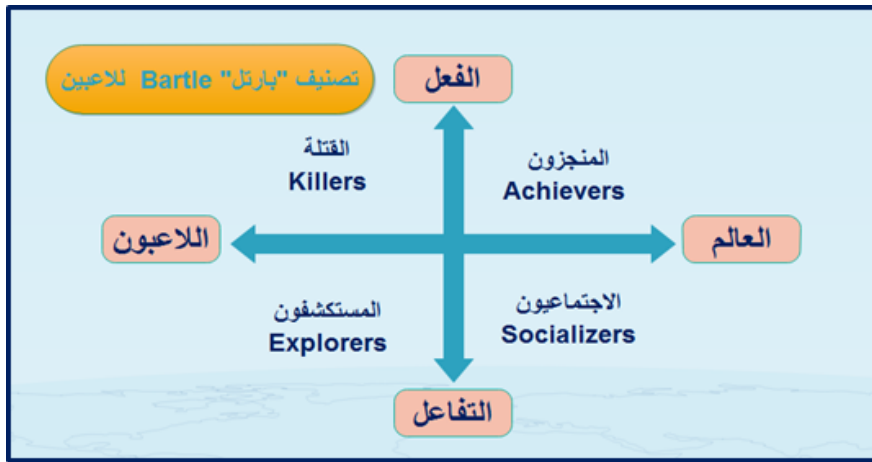 تصنيف "بارتل" Bartle للاعبين
الفعل
القتلة
Killers
المنجزون
Achievers
اللاعبون
العالم
المستكشفون
Explorers
الاجتماعيون
Socializers
التفاعل